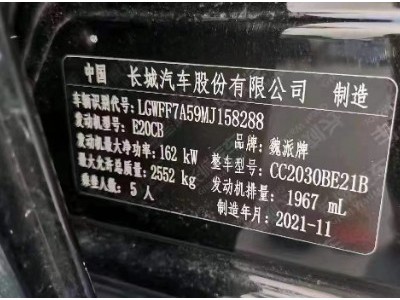 中国 长城汽车股份有限公司 制造
车辆识别代号: LGWFF7A59MJ158288
发动机型号: E20CB 品牌: 魏派牌
发动机最大净功率: 162 kW 整车型号: CC2030BE21B
最大允许总质量: 2552 kg 发动机排量: 1967 mL
乘坐人数: 5 人 制造年月: 2021-11